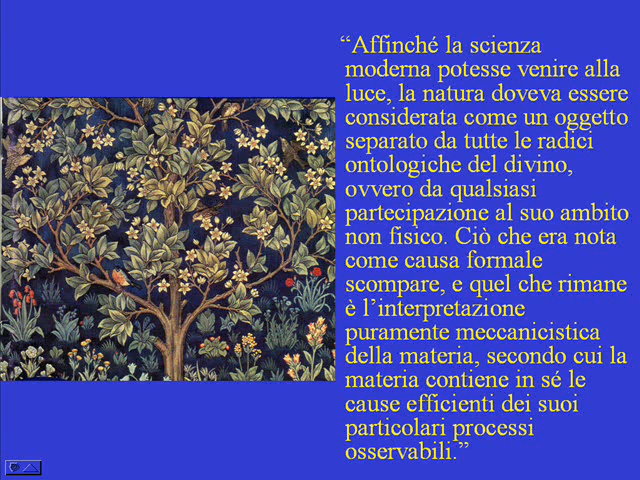 “Affinché la scienza
moderna potesse venire alla
luce, la natura doveva essere
considerata come un oggetto
separato da tutte le radici
ontologiche del divino,
ovvero da qualsiasi
partecipazione al suo ambito
non fisico. Ciò che era nota
come causa formale
scompare, e quel che rimane
è l’interpretazione
puramente meccanicistica
della materia, secondo cui la
materia contiene in sé le
cause efficienti dei suoi
particolari processi
osservabili.”